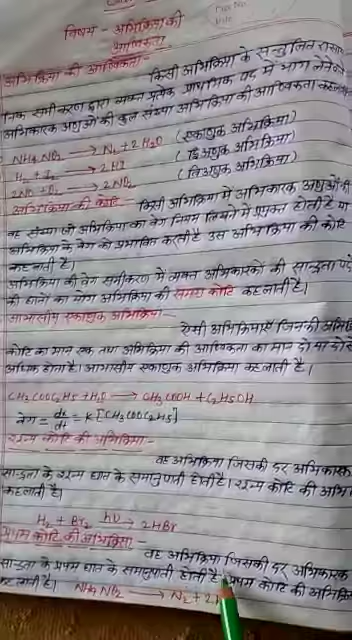 विषय - अभिक्रिया की
आण्विकता
अभिक्रिया की आण्विकता-
किसी अभिक्रिया के सन्तुलित रासाय
निक समीकरण द्वारा व्यक्त प्रत्येक प्राथमिक पद में भाग लेने वाले
अभिकारक अणुओं की कुल संख्या अभिक्रिया की आण्विकता कहलाती
NH4NO2 → N2 + 2H2O (एकाणुक अभिक्रिया)
H2 + I2 → 2HI (द्विअणुक अभिक्रिया)
2NO + O2 → 2NO2 (त्रिअणुक अभिक्रिया)
अभिक्रिया की कोटि- किसी अभिक्रिया में अभिकारक अणुओं की
वह संख्या जो अभिक्रिया का वेग नियम लिखने में प्रयुक्त होती है या
अभिक्रिया के वेग को प्रभावित करती है उस अभिक्रिया की कोटि
कहलाती है।
अभिक्रिया की वेग समीकरण में व्यक्त अभिकारकों की सान्द्रता पदों
की घातों का योग अभिक्रिया की समग्र कोटि कहलाती है।
आभासीय एकाणुक अभिक्रिया-
ऐसी अभिक्रियाएँ जिनकी अभिक्रि
कोटि का मान एक तथा अभिक्रिया की आण्विकता का मान दो या दो से
अधिक होता है। आभासीय एकाणुक अभिक्रिया कहलाती है।
CH3COOC2H5 + H2O → CH3COOH + C2H5OH
वेग = dx/dt = K[CH3COOC2H5]
शून्य कोटि की अभिक्रिया-
वह अभिक्रिया जिसकी दर अभिकारक
सान्द्रता के शून्य घात के समानुपाती होती है। शून्य कोटि की अभि
कहलाती है।
H2 + Br2 hν → 2HBr
प्रथम कोटि की अभिक्रिया-
वह अभिक्रिया जिसकी दर अभिकारक
सान्द्रता के प्रथम घात के समानुपाती होती है। प्रथम कोटि की अभिक्रि
कहलाती है।
NH4NO2 → N2 + 2